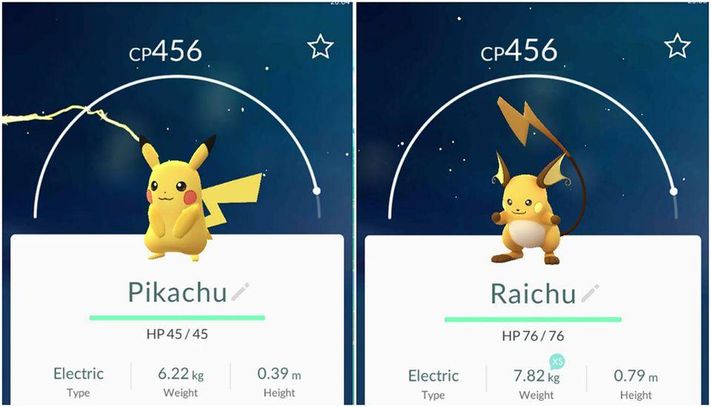 CP456
Pikachu
HP 45 / 45
Electric
Type
6.22 kg
Weight
0.39 m
Height
CP456
Raichu
HP 76 / 76
Electric
Type
XS
7.82 kg
Weight
0.79 m
Height